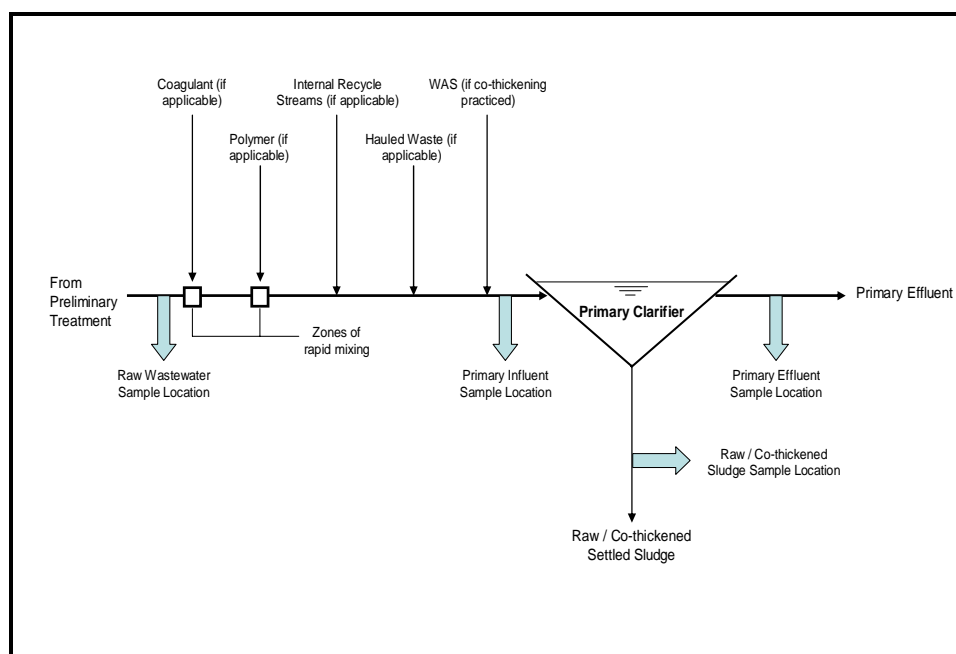 Coagulant (if
applicable)
Internal Recycle
Streams (if applicable)
WAS (if co-thickening
practiced)
Polymer (if
applicable)
Hauled Waste (if
applicable)
From
Preliminary
Treatment
Primary Clarifier
Primary Effluent
Zones of
rapid mixing
Raw Wastewater
Sample Location
Primary Influent
Sample Location
Primary Effluent
Sample Location
Raw / Co-thickened
Sludge Sample Location
Raw / Co-thickened
Settled Sludge